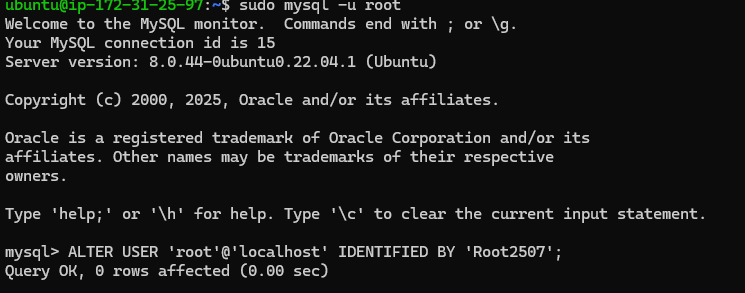 ubuntu@ip-172-31-25-97:~$ sudo mysql -u root
Welcome to the MySQL monitor.  Commands end with ; or \g.
Your MySQL connection id is 15
Server version: 8.0.44-0ubuntu0.22.04.1 (Ubuntu)

Copyright (c) 2000, 2025, Oracle and/or its affiliates.

Oracle is a registered trademark of Oracle Corporation and/or its
affiliates. Other names may be trademarks of their respective
owners.

Type 'help;' or '\h' for help. Type '\c' to clear the current input statement.

mysql> ALTER USER 'root'@'localhost' IDENTIFIED BY 'Root2507';
Query OK, 0 rows affected (0.00 sec)